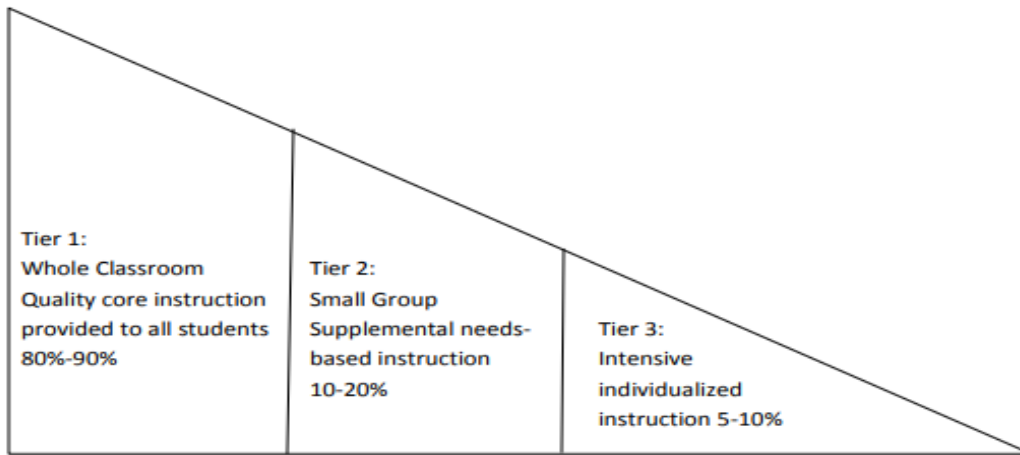 Tier 1:
Whole Classroom
Quality core instruction
provided to all students
80%-90%
Tier 2:
Small Group
Supplemental needs-
based instruction
10-20%
Tier 3:
Intensive
individualized
instruction 5-10%